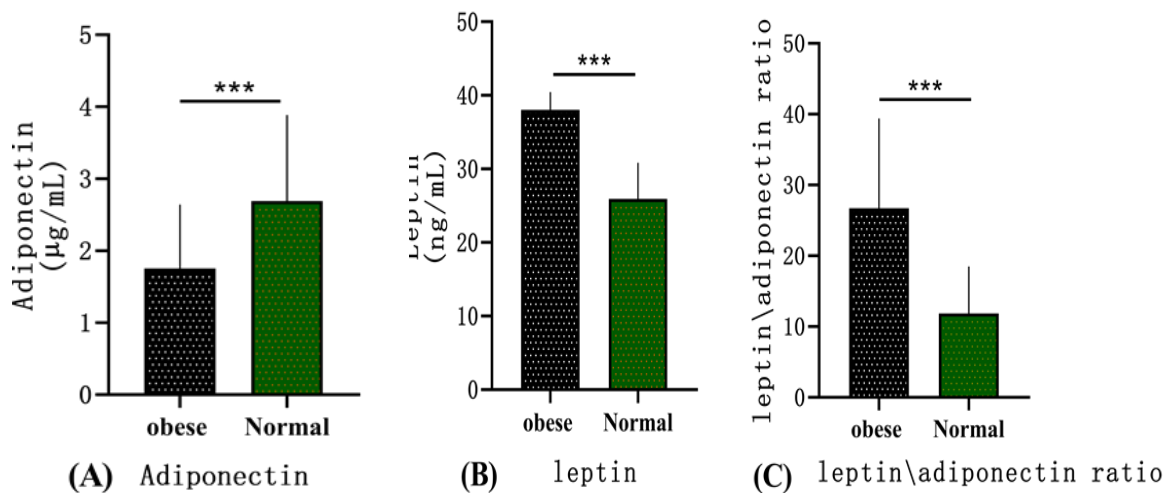 Adiponectin
(µg/mL)
5
4
3
2
1
0
***
obese Normal
(A) Adiponectin
(ng/mL)
50
40
30
20
10
0
***
obese Normal
(B) leptin
leptin\adiponectin ratio
50
40
30
20
10
0
***
obese Normal
(C) leptin\adiponectin ratio